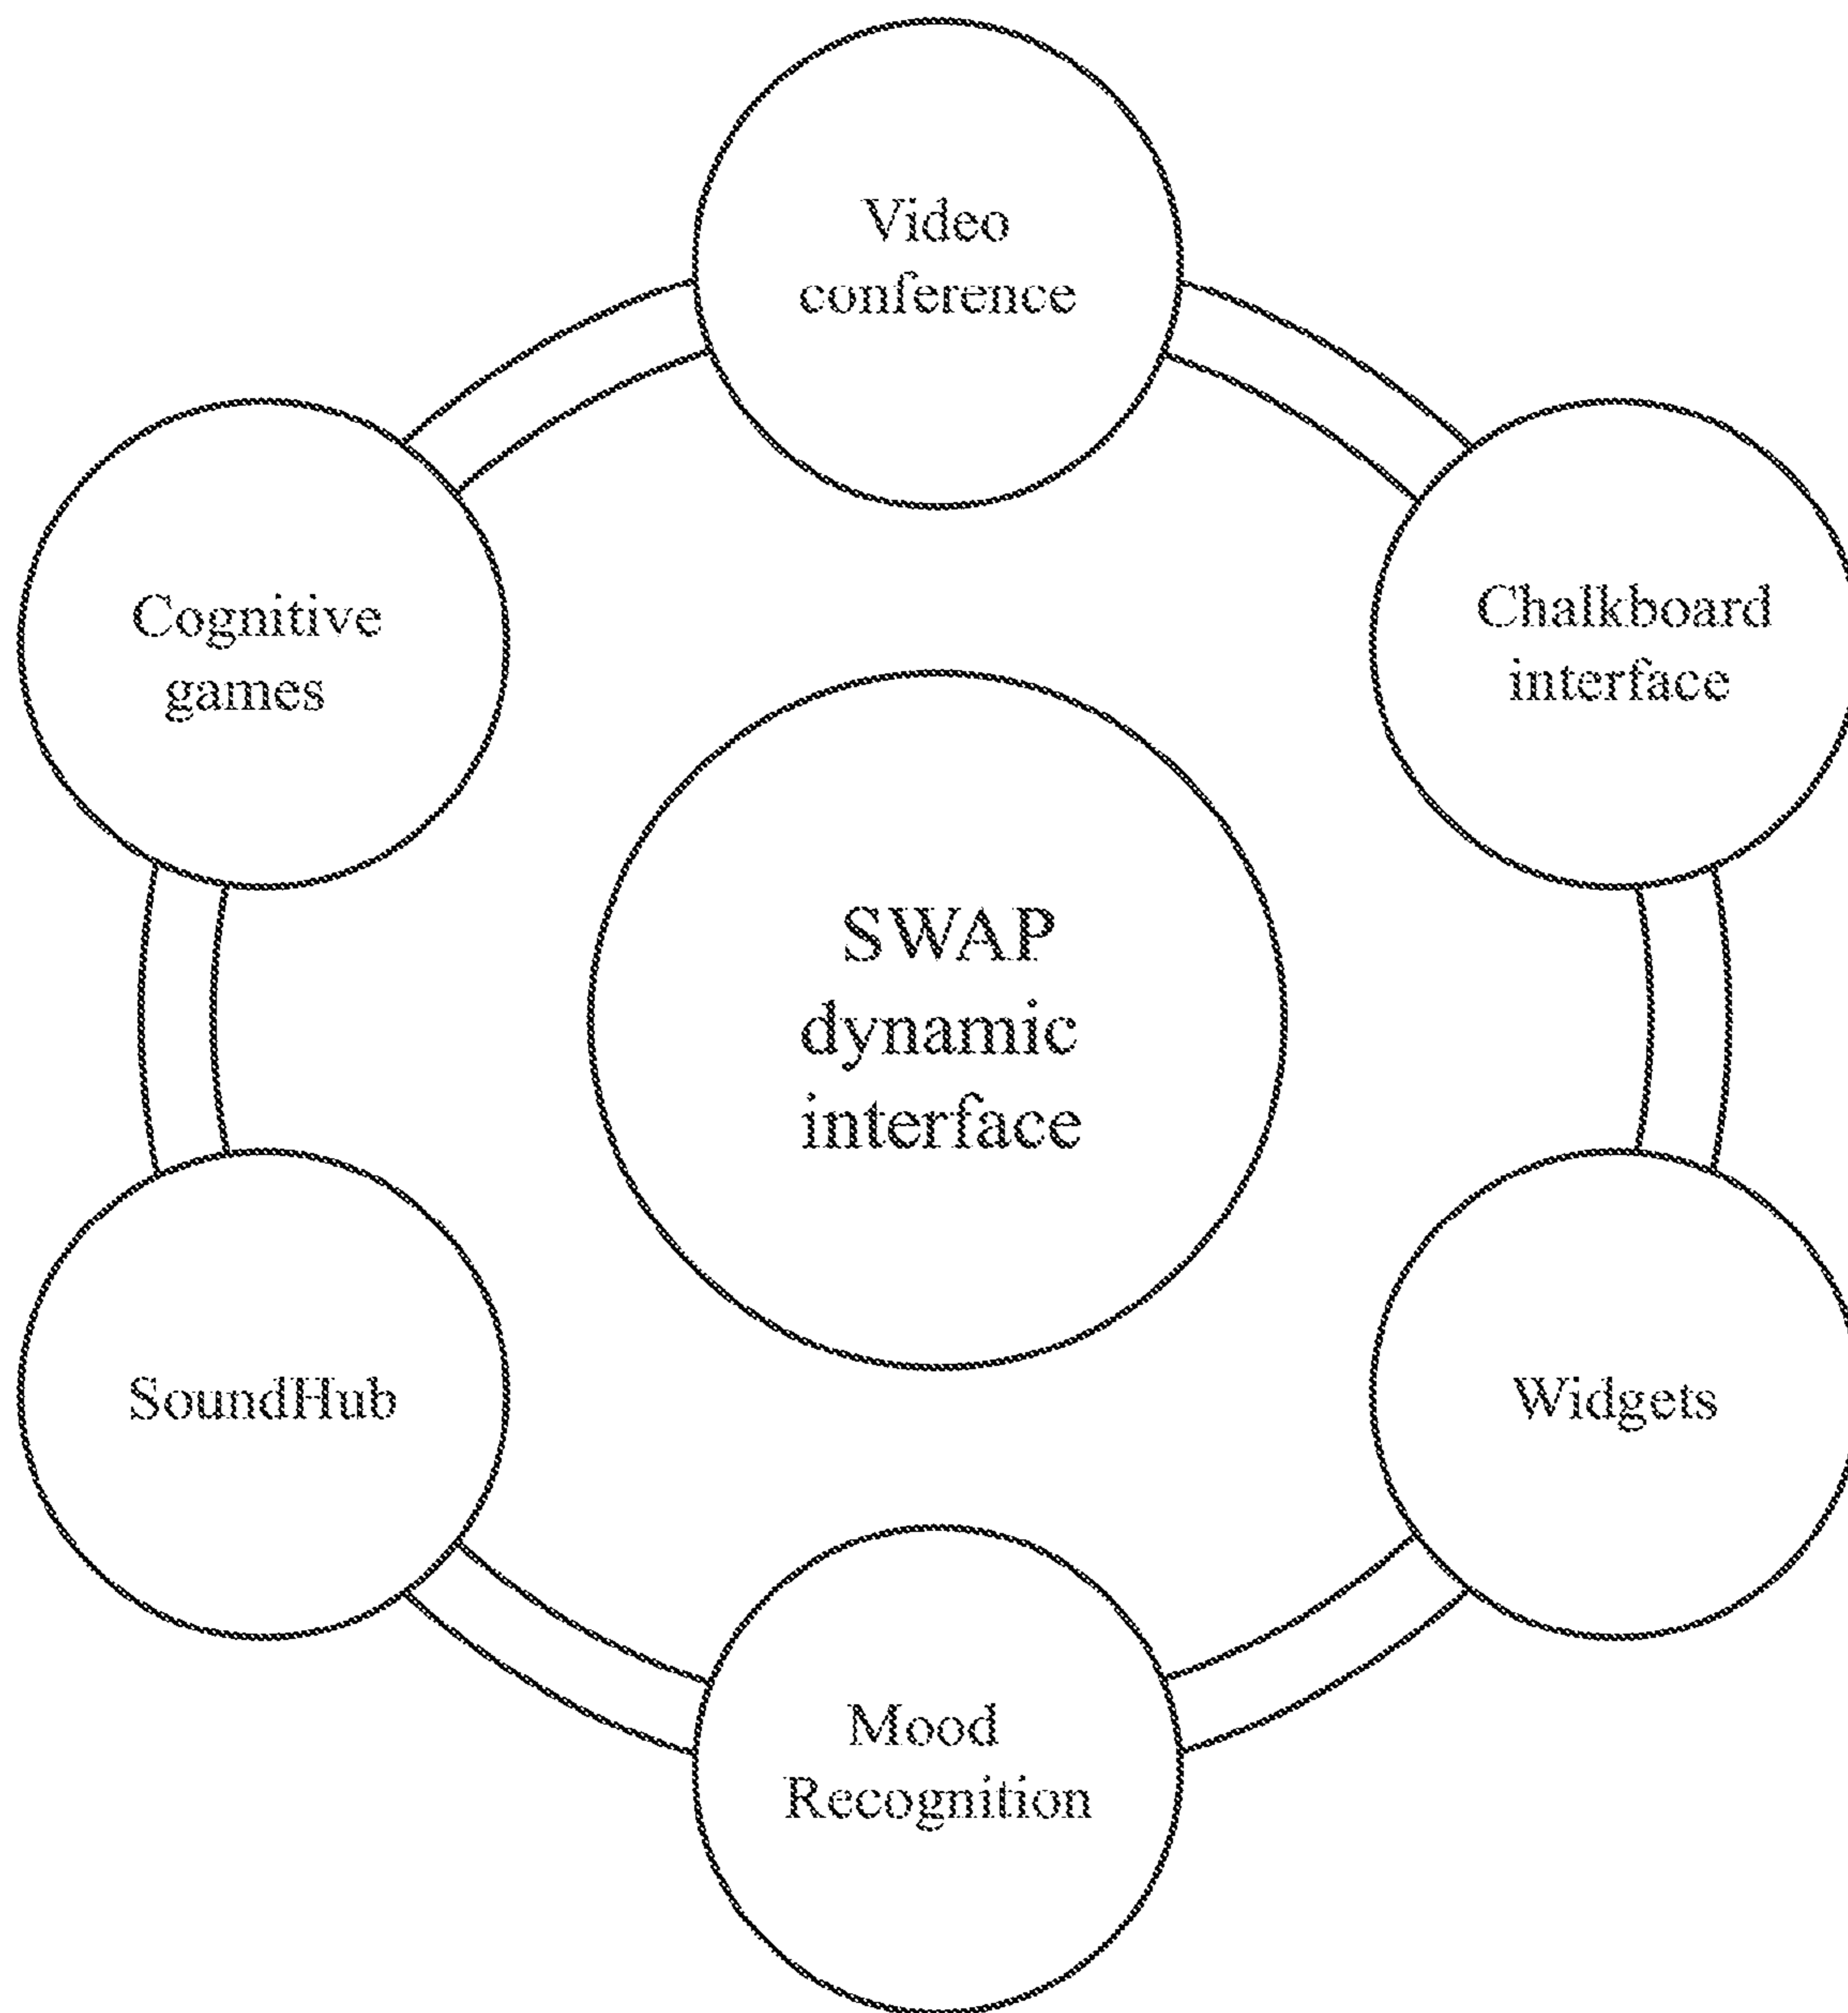 Video
conference
Cognitive
games
Chalkboard
interface
SWAP
dynamic
interface
SoundHub
Widgets
Mood
Recognition